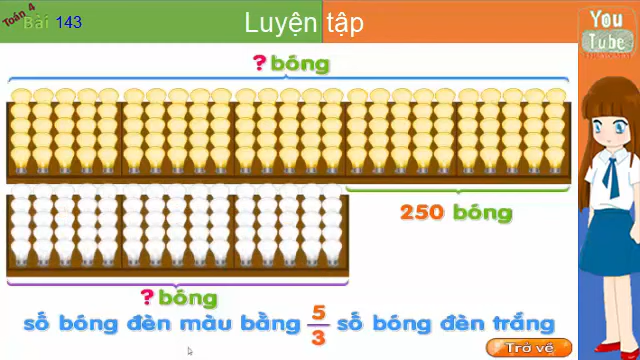 Toán 4
Bài 143
Luyện tập
You
Tube
? bóng
250 bóng
? bóng
số bóng đèn màu bằng 5/3 số bóng đèn trắng
Trở về